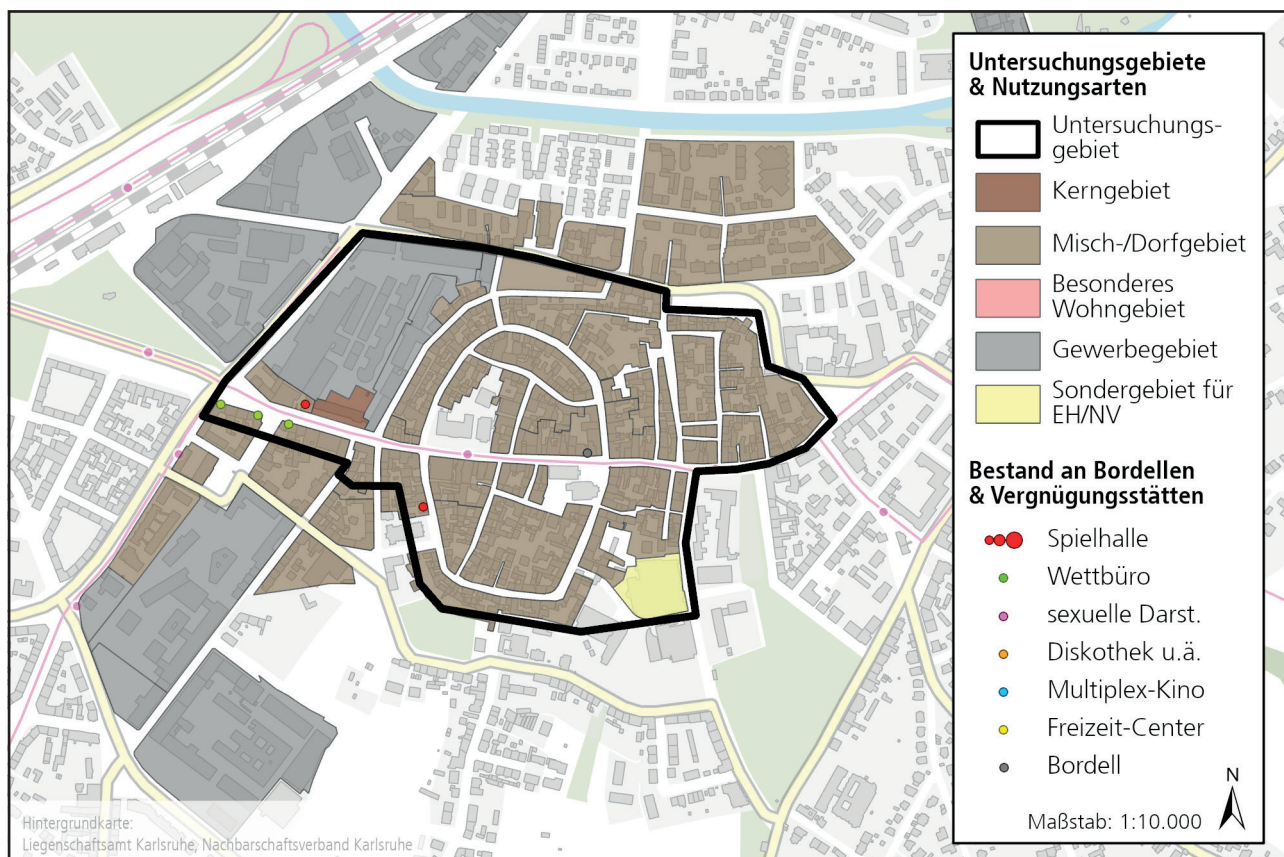 Untersuchungsgebiete
& Nutzungsarten
Untersuchungs-
gebiet
Kerngebiet
Misch-/Dorfgebiet
Besonderes
Wohngebiet
Gewerbegebiet
Sondergebiet für
EH/NV
Bestand an Bordellen
& Vergnügungsstätten
Spielhalle
Wettbüro
sexuelle Darst.
Diskothek u.ä.
Multiplex-Kino
Freizeit-Center
Bordell
N
Maßstab: 1:10.000
Hintergrundkarte:
Liegenschaftsamt Karlsruhe, Nachbarschaftsverband Karlsruhe